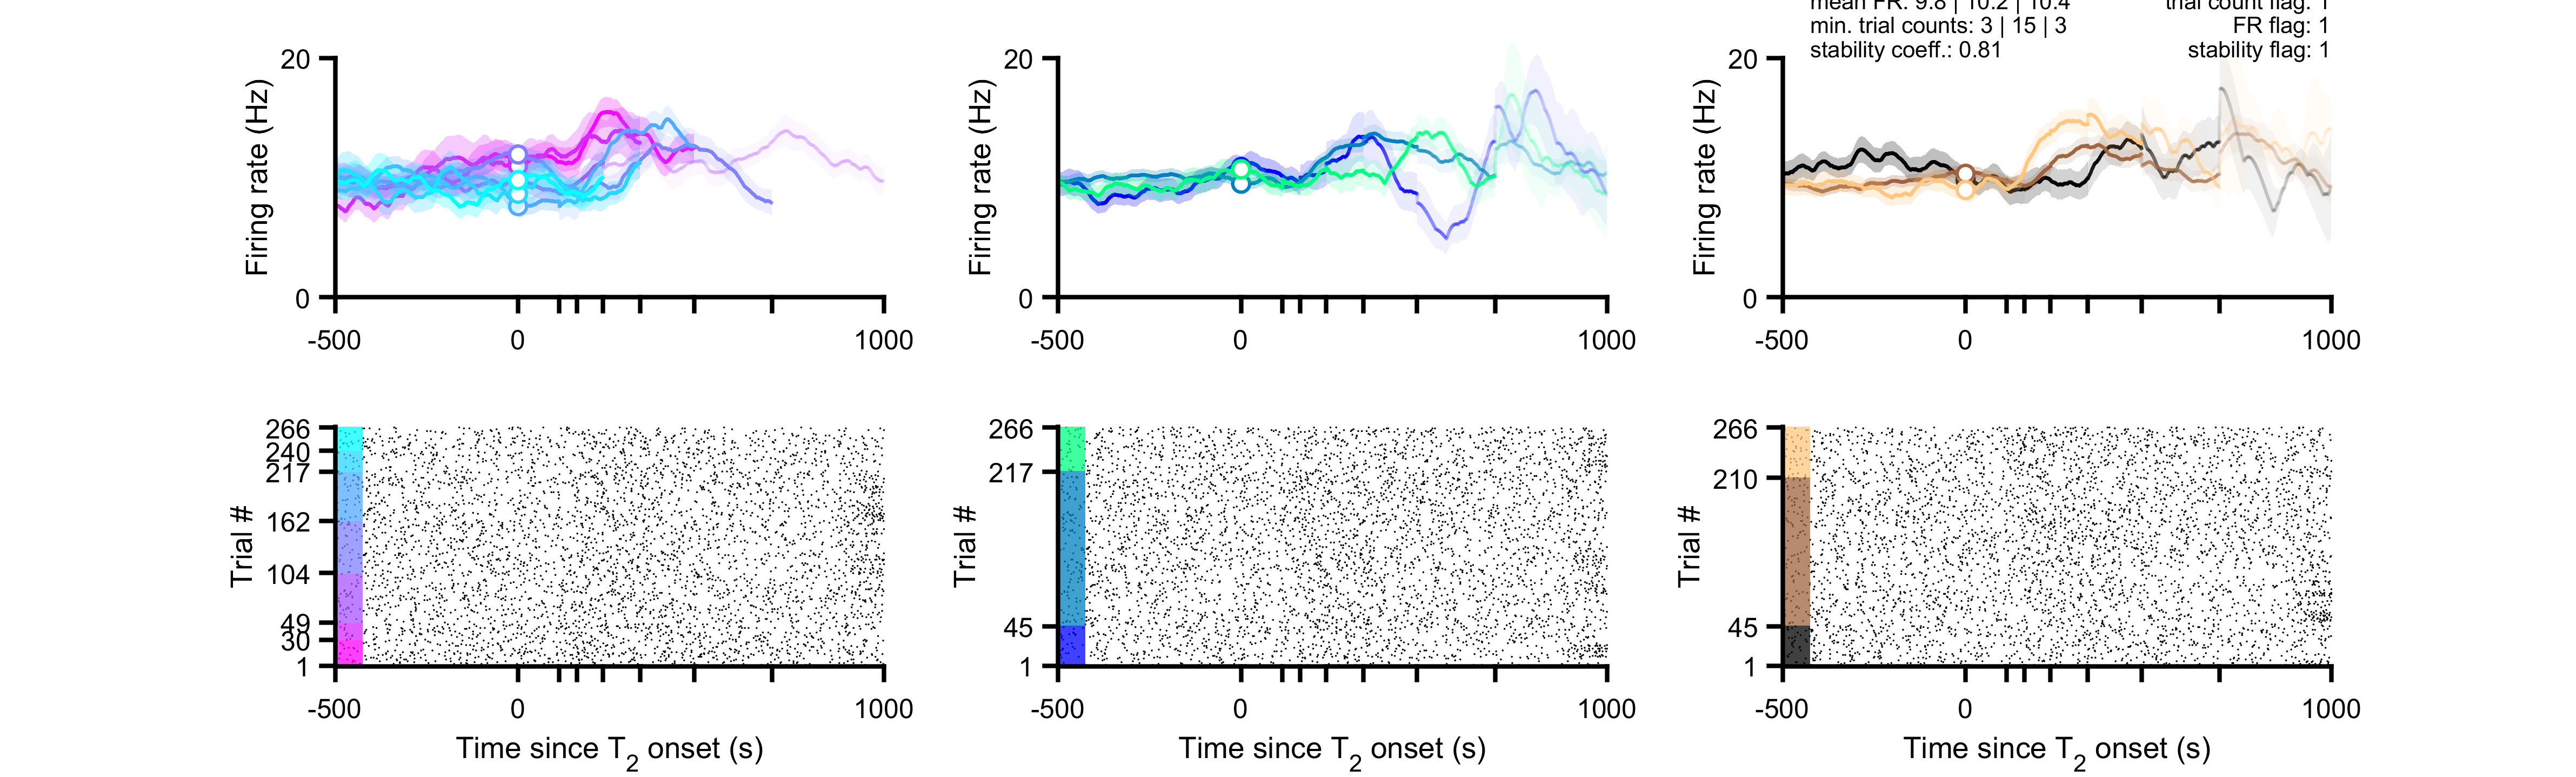 mean FR: 9.8 | 10.2 | 10.4 trial count flag: 1
min. trial counts: 3 | 15 | 3 FR flag: 1
stability coeff.: 0.81 stability flag: 1
20 20 20
Firing rate (Hz) Firing rate (Hz) Firing rate (Hz)
0 0 0
-500 0 1000 -500 0 1000 -500 0 1000
266 266 266
240
217 217 210
162
Trial # Trial # Trial #
104
49 45 45
30
1 1 1
-500 0 1000 -500 0 1000 -500 0 1000
Time since T2 onset (s) Time since T2 onset (s) Time since T2 onset (s)